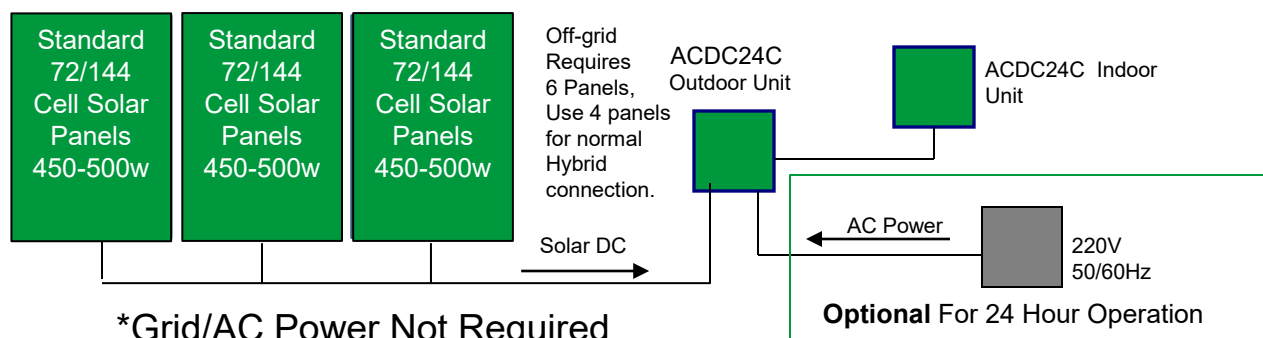 Standard
72/144
Cell Solar
Panels
450-500w
Standard
72/144
Cell Solar
Panels
450-500w
Standard
72/144
Cell Solar
Panels
450-500w
Off-grid
Requires
6 Panels,
Use 4 panels
for normal
Hybrid
connection.
ACDC24C
Outdoor Unit
ACDC24C Indoor
Unit
Solar DC
AC Power
220V
50/60Hz
*Grid/AC Power Not Required
Optional For 24 Hour Operation